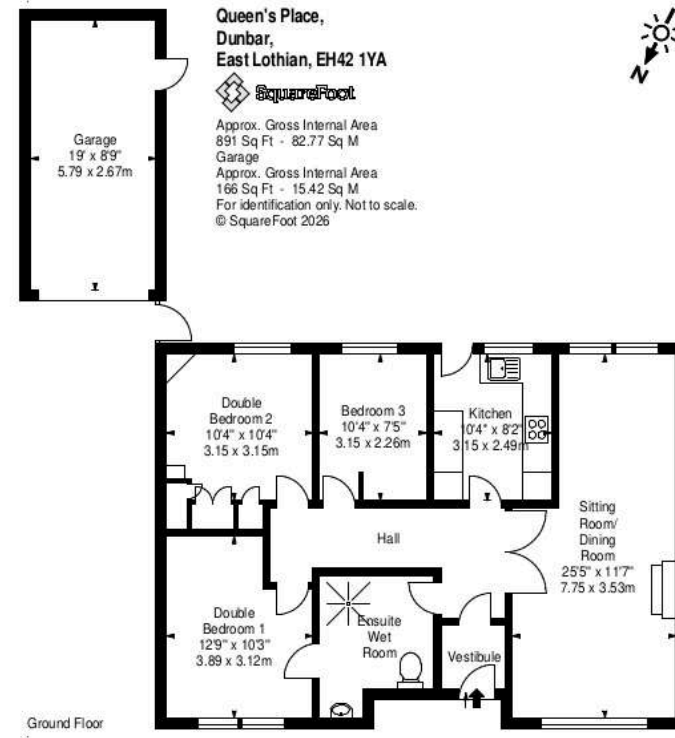 Queen's Place,
Dunbar,
East Lothian, EH42 1YA
SquareFoot
Approx. Gross Internal Area
891 Sq Ft - 82.77 Sq M
Garage
Approx. Gross Internal Area
166 Sq Ft - 15.42 Sq M
For identification only. Not to scale.
© SquareFoot 2026
N
Garage
19' x 8'9"
5.79 x 2.67m
Double
Bedroom 2
10'4" x 10'4"
3.15 x 3.15m
Bedroom 3
10'4" x 7'5"
3.15 x 2.26m
Kitchen
10'4" x 8'2"
3.15 x 2.49m
Sitting
Room/
Dining
Room
25'5" x 11'7"
7.75 x 3.53m
Hall
Double
Bedroom 1
12'9" x 10'3"
3.89 x 3.12m
Ensuite
Wet
Room
Vestibule
Ground Floor